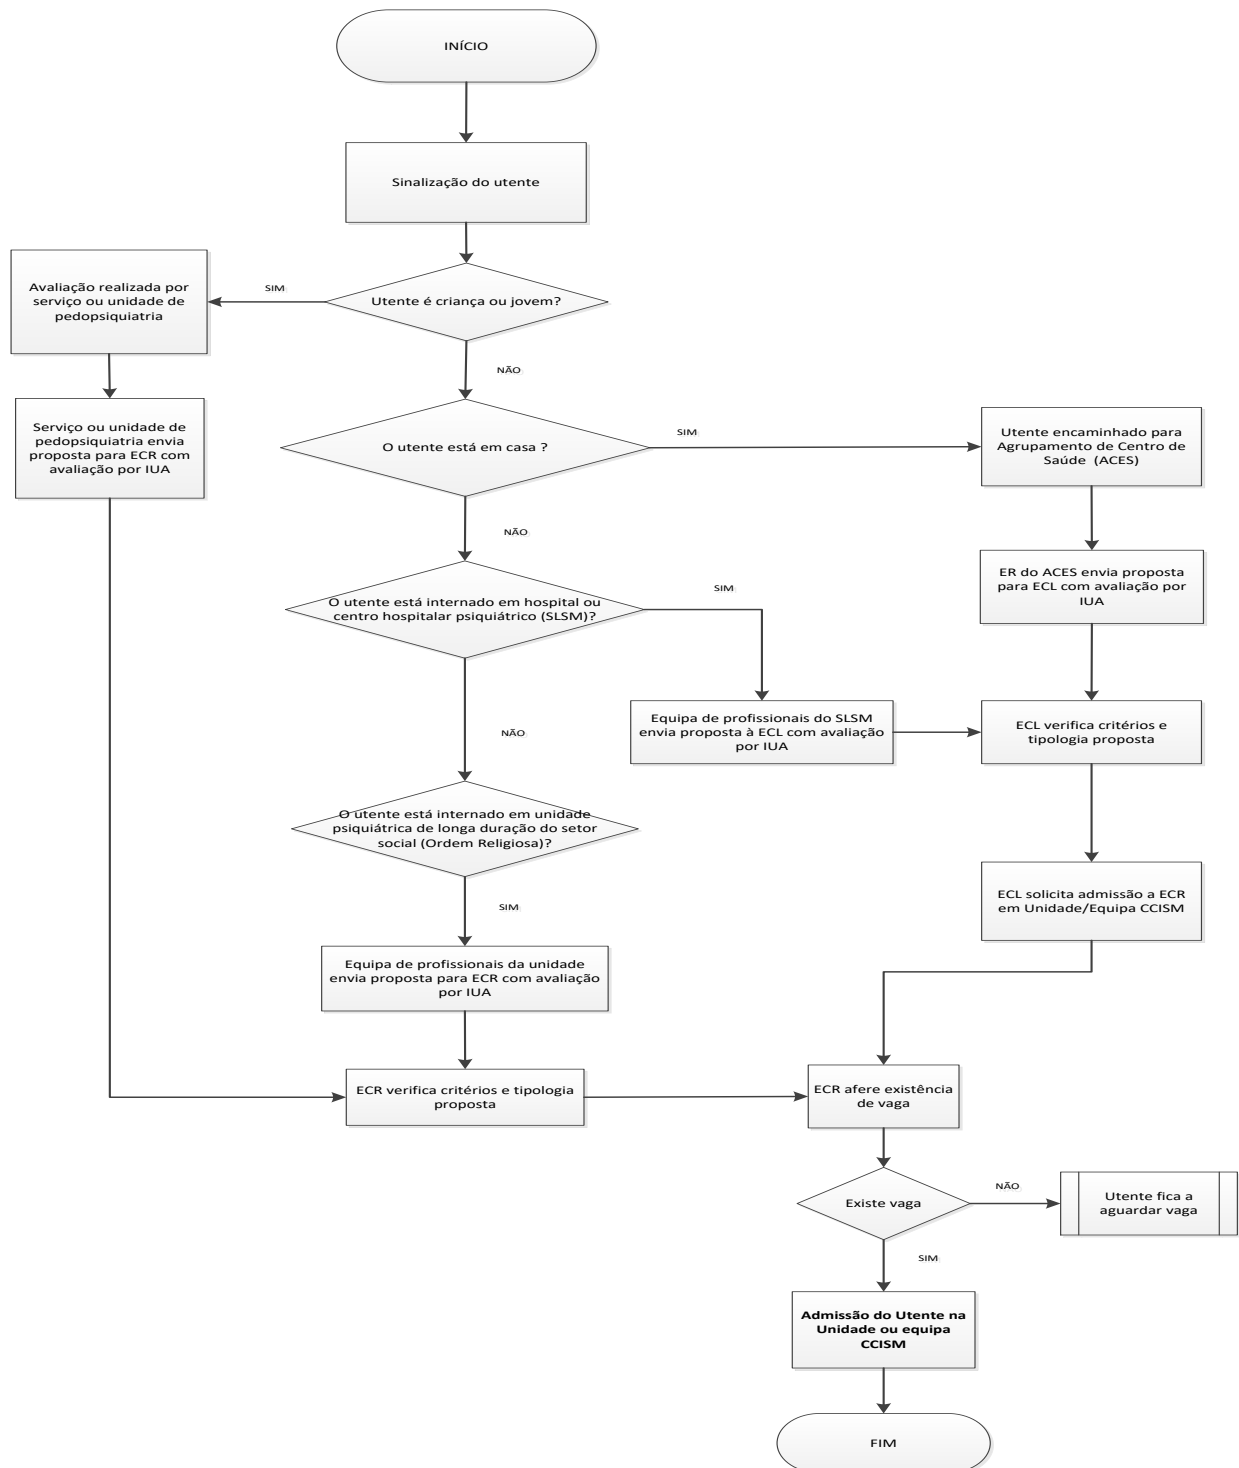 INÍCIO
Sinalização do utente
Avaliação realizada por
serviço ou unidade de
pedopsiquiatria
SIM
Utente é criança ou jovem?
NÃO
Serviço ou unidade de
pedopsiquiatria envia
proposta para ECR com
avaliação por IUA
O utente está em casa ?
SIM
Utente encaminhado para
Agrupamento de Centro de
Saúde (ACES)
NÃO
ER do ACES envia proposta
para ECL com avaliação por
IUA
O utente está internado em hospital ou
centro hospitalar psiquiátrico (SLSM)?
SIM
NÃO
Equipa de profissionais do SLSM
envia proposta à ECL com avaliação
por IUA
ECL verifica critérios e
tipologia proposta
O utente está internado em unidade
psiquiátrica de longa duração do setor
social (Ordem Religiosa)?
SIM
ECL solicita admissão a ECR
em Unidade/Equipa CCISM
Equipa de profissionais da unidade
envia proposta para ECR com avaliação
por IUA
ECR verifica critérios e tipologia
proposta
ECR afere existência
de vaga
Existe vaga
NÃO
Utente fica a
aguardar vaga
SIM
Admissão do Utente na
Unidade ou equipa
CCISM
FIM